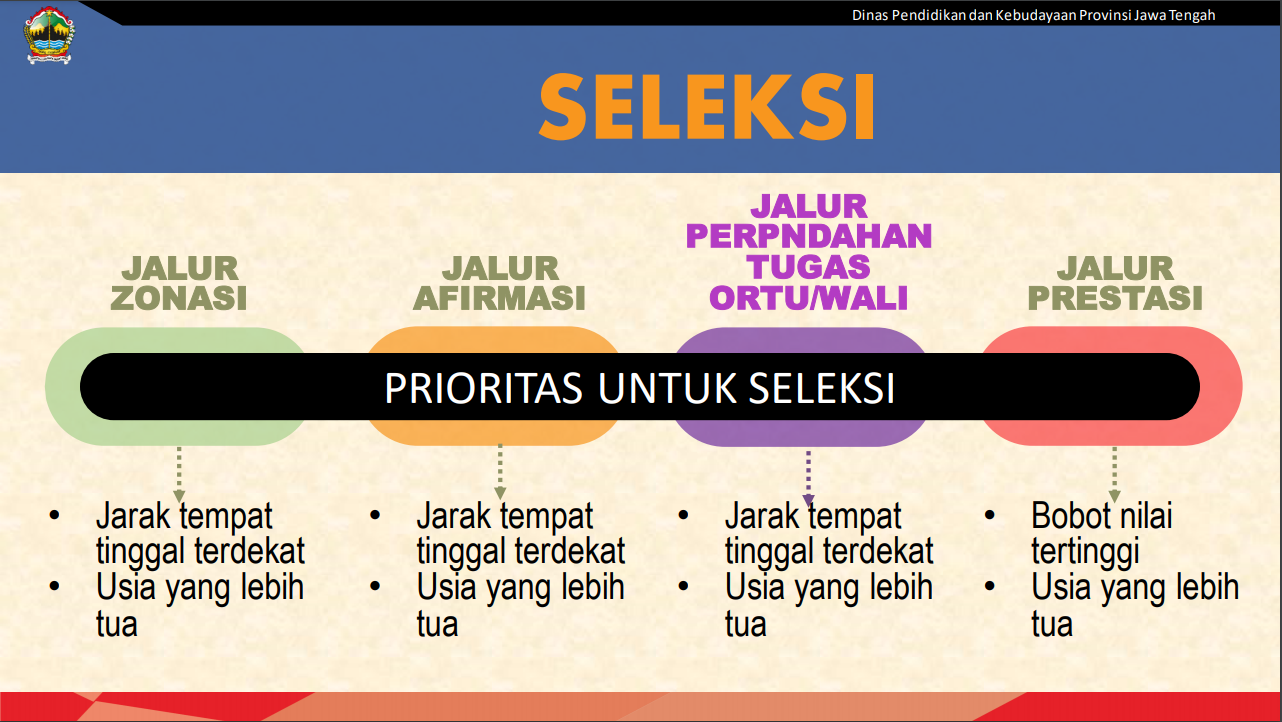 Dinas Pendidikan dan Kebudayaan Provinsi Jawa Tengah
SELEKSI
JALUR
ZONASI
JALUR
AFIRMASI
JALUR
PERPNDAHAN
TUGAS
ORTU/WALI
JALUR
PRESTASI
PRIORITAS UNTUK SELEKSI
• Jarak tempat
tinggal terdekat
• Usia yang lebih
tua
• Jarak tempat
tinggal terdekat
• Usia yang lebih
tua
• Jarak tempat
tinggal terdekat
• Usia yang lebih
tua
• Bobot nilai
tertinggi
• Usia yang lebih
tua